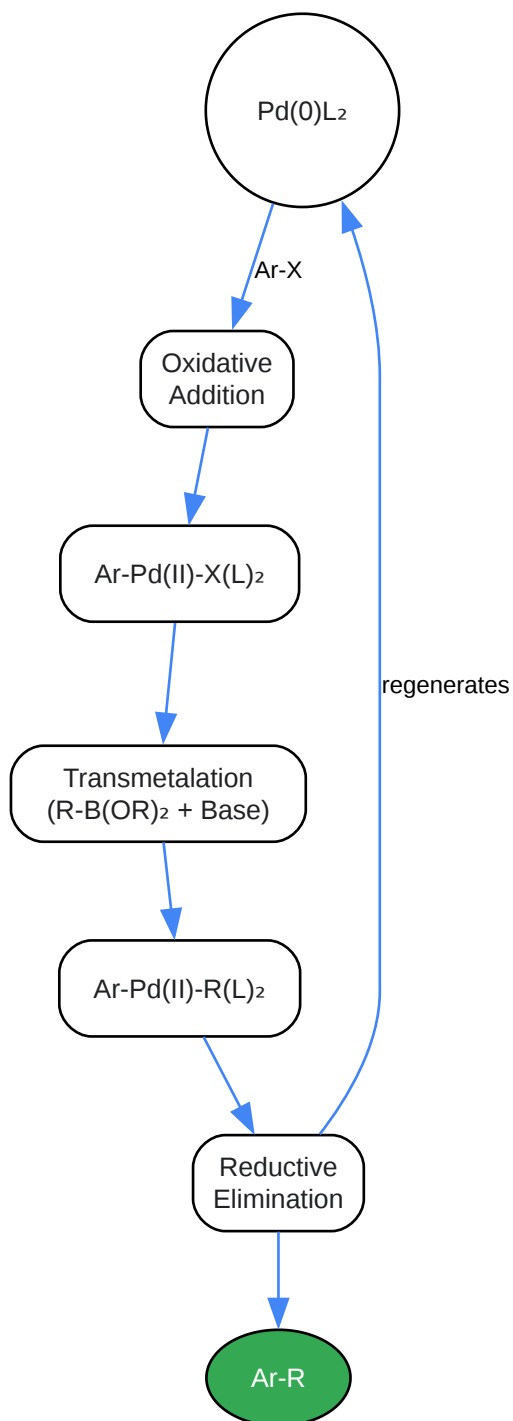 Pd(0)L₂
Ar-X
Oxidative
Addition
Ar-Pd(II)-X(L)₂
regenerates
Transmetalation
(R-B(OR)₂ + Base)
Ar-Pd(II)-R(L)₂
Reductive
Elimination
Ar-R